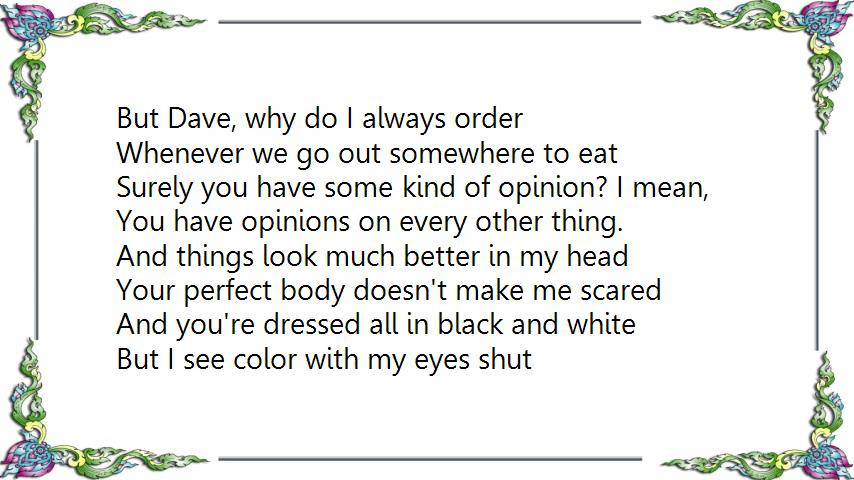 But Dave, why do I always order
Whenever we go out somewhere to eat
Surely you have some kind of opinion? I mean,
You have opinions on every other thing.
And things look much better in my head
Your perfect body doesn't make me scared
And you're dressed all in black and white
But I see color with my eyes shut